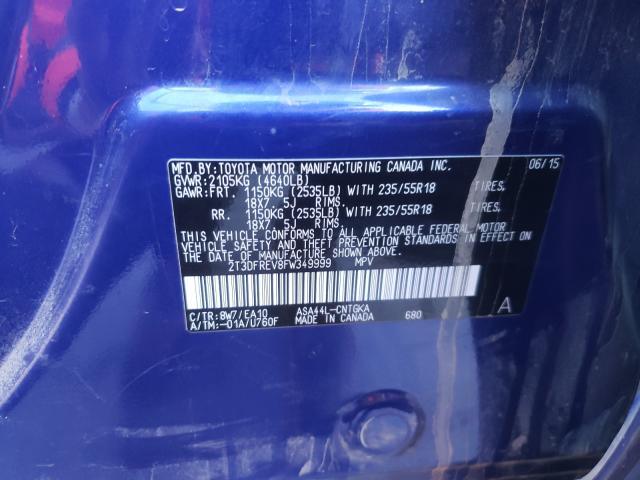 MFD.BY:TOYOTA MOTOR MANUFACTURING CANADA INC. 06/15
GVWR:2105KG (4640LB)
GAWR:FRT 1150KG (2535LB) WITH 235/55R18 TIRES,
18X7.5J RIMS,
RR. 1150KG (2535LB) WITH 235/55R18 TIRES,
18X7.5J RIMS.
THIS VEHICLE CONFORMS TO ALL APPLICABLE FEDERAL MOTOR
VEHICLE SAFETY AND THEFT PREVENTION STANDARDS IN EFFECT ON
THE DATE OF MANUFACTURE SHOWN ABOVE.
2T3DFREV8FW349999 MPV
C/TR:8W7/EA10 ASA44L-CNTGKA A
A/TM:-01A/U760F 680